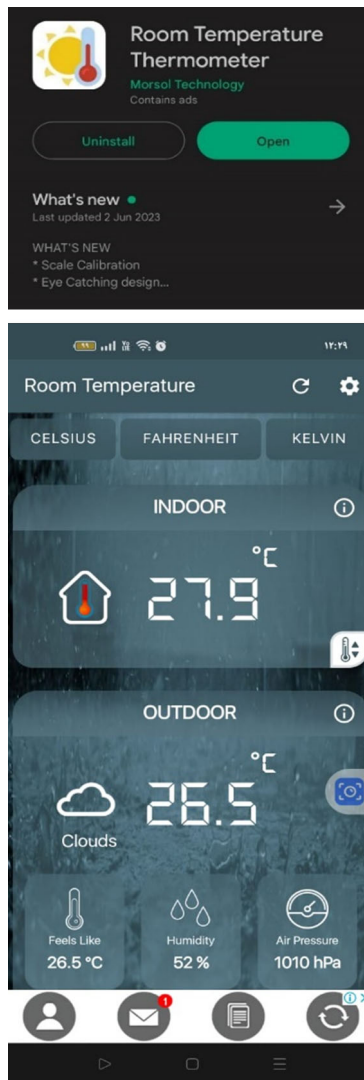 Room Temperature
Thermometer
Morsol Technology
Contains ads
Uninstall
Open
What's new
Last updated 2 Jun 2023
WHAT'S NEW
* Scale Calibration
* Eye Catching design...
١٢:٢٩
Room Temperature
CELSIUS FAHRENHEIT KELVIN
INDOOR
27.9 °C
OUTDOOR
26.5 °C
Clouds
Feels Like Humidity Air Pressure
26.5 °C 52 % 1010 hPa
1